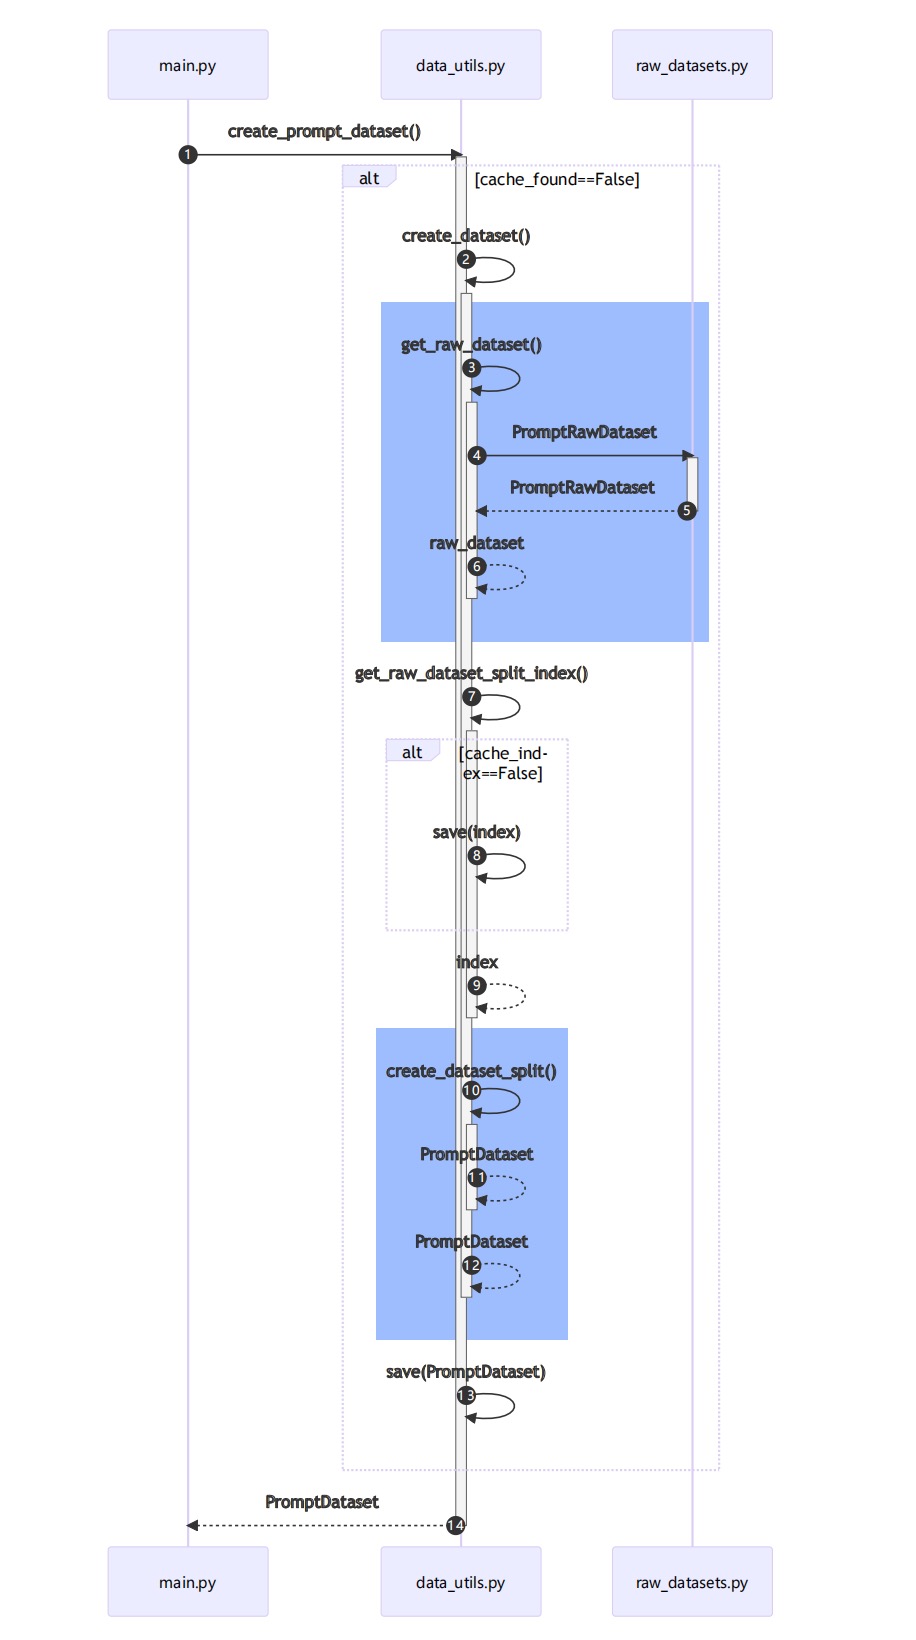 main.py
data_utils.py
raw_datasets.py
create_prompt_dataset()
1
alt
[cache_found==False]
create_dataset()
2
get_raw_dataset()
3
PromptRawDataset
4
PromptRawDataset
5
raw_dataset
6
get_raw_dataset_split_index()
7
alt
[cache_ind-
ex==False]
save(index)
8
index
9
create_dataset_split()
10
PromptDataset
11
PromptDataset
12
save(PromptDataset)
13
PromptDataset
14
main.py
data_utils.py
raw_datasets.py